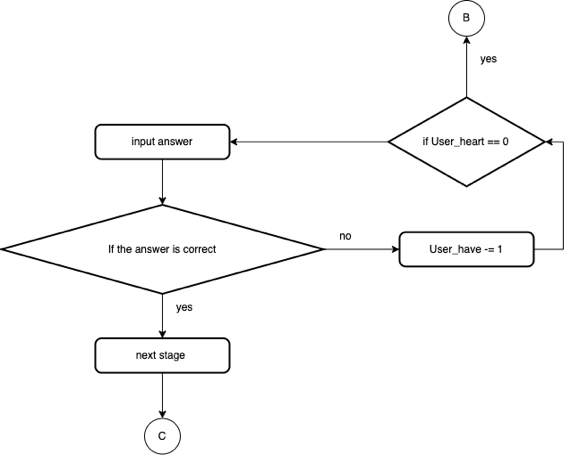 B
yes
input answer
if User_heart == 0
If the answer is correct
no
User_have -= 1
yes
next stage
C